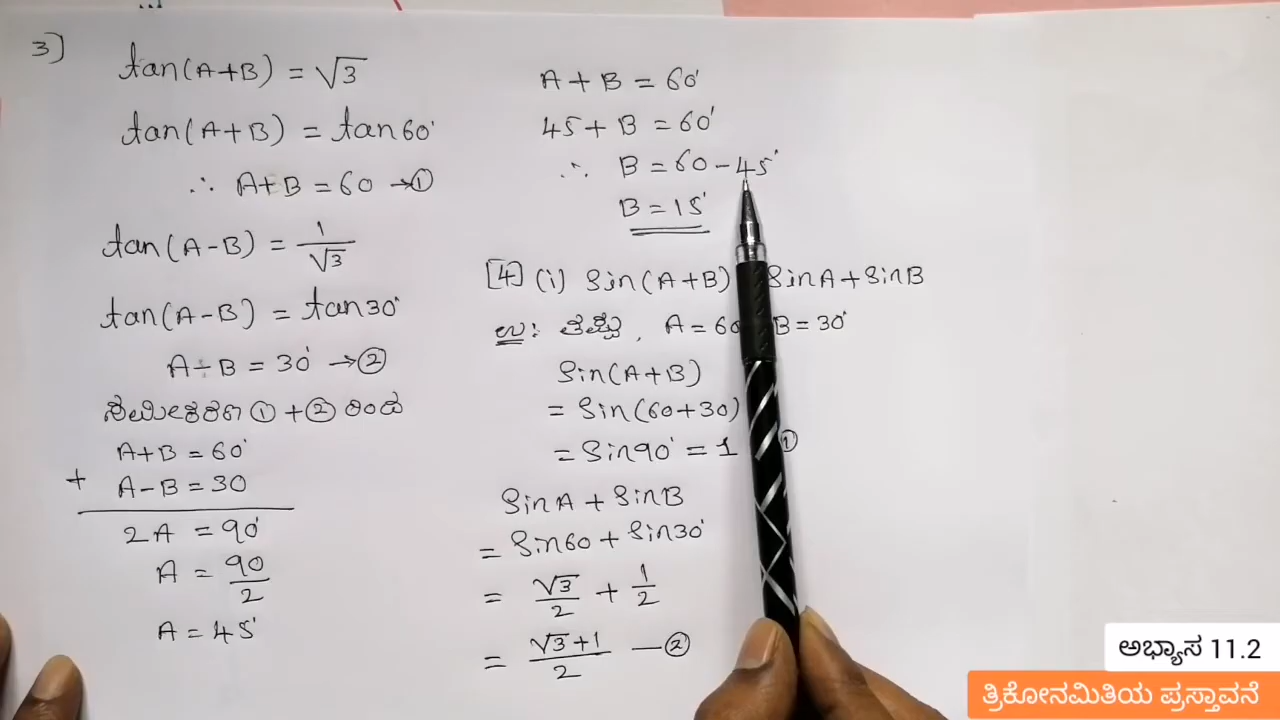 3]
tan(A+B) = √3
tan(A+B) = tan60°
∴ A+B = 60 →①
tan(A-B) = 1/√3
tan(A-B) = tan30°
A-B = 30° →②
ಸಮೀಕರಣ ① + ② ರಿಂದ
A+B = 60°
+ A-B = 30
2A = 90°
A = 90/2
A = 45°
A+B = 60°
45+B = 60°
∴ B = 60-45°
B = 15°
[4] (i) Sin(A+B) SinA+SinB
ಉ: ತಪ್ಪು, A = 60 B = 30°
Sin(A+B)
= Sin(60+30)
= Sin90° = 1 ①
SinA + SinB
= Sin60 + Sin30°
= √3/2 + 1/2
= √3+1/2 —②
ಅಭ್ಯಾಸ 11.2
ತ್ರಿಕೋನಮಿತಿಯ ಪ್ರಸ್ತಾವನೆ